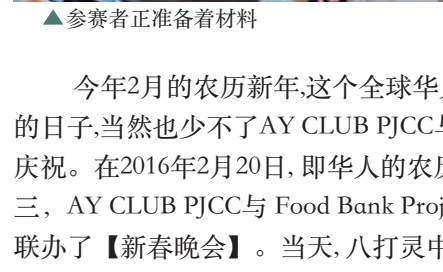 ▲参赛者正准备着材料
今年2月的农历新年,这个全球华
的日子,当然也少不了AY CLUB PJCC
庆祝。在2016年2月20日, 即华人的农
三，AY CLUB PJCC与 Food Bank Proj
联办了【新春晚会】。当天, 八打灵中